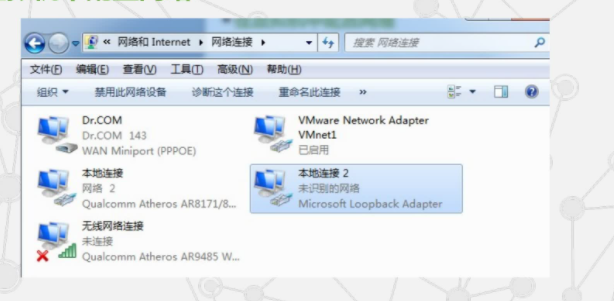 网络和 Internet
网络连接
搜索 网络连接
文件(F) 编辑(E) 查看(V) 工具(T) 高级(N) 帮助(H)
组织 禁用此网络设备 诊断这个连接 重命名此连接 »
Dr.COM
Dr.COM 143
WAN Miniport (PPPOE)
VMware Network Adapter
VMnet1
已启用
本地连接
网络 2
Qualcomm Atheros AR8171/8...
本地连接 2
未识别的网络
Microsoft Loopback Adapter
无线网络连接
未连接
Qualcomm Atheros AR9485 W...